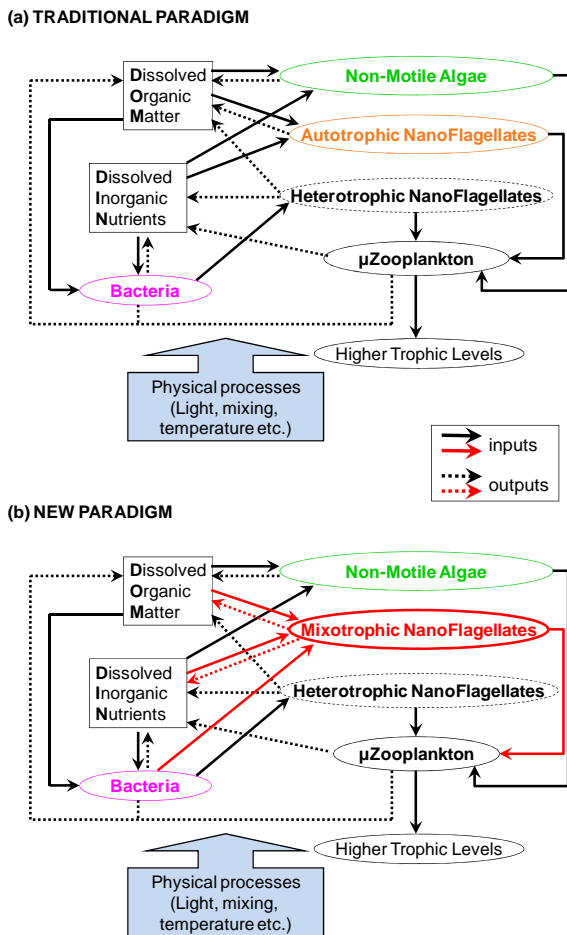 (a) TRADITIONAL PARADIGM
Dissolved
Organic
Matter
Non-Motile Algae
Autotrophic NanoFlagellates
Dissolved
Inorganic
Nutrients
Heterotrophic NanoFlagellates
µZooplankton
Bacteria
Higher Trophic Levels
Physical processes
(Light, mixing,
temperature etc.)
inputs
outputs
(b) NEW PARADIGM
Dissolved
Organic
Matter
Non-Motile Algae
Mixotrophic NanoFlagellates
Dissolved
Inorganic
Nutrients
Heterotrophic NanoFlagellates
µZooplankton
Bacteria
Higher Trophic Levels
Physical processes
(Light, mixing,
temperature etc.)